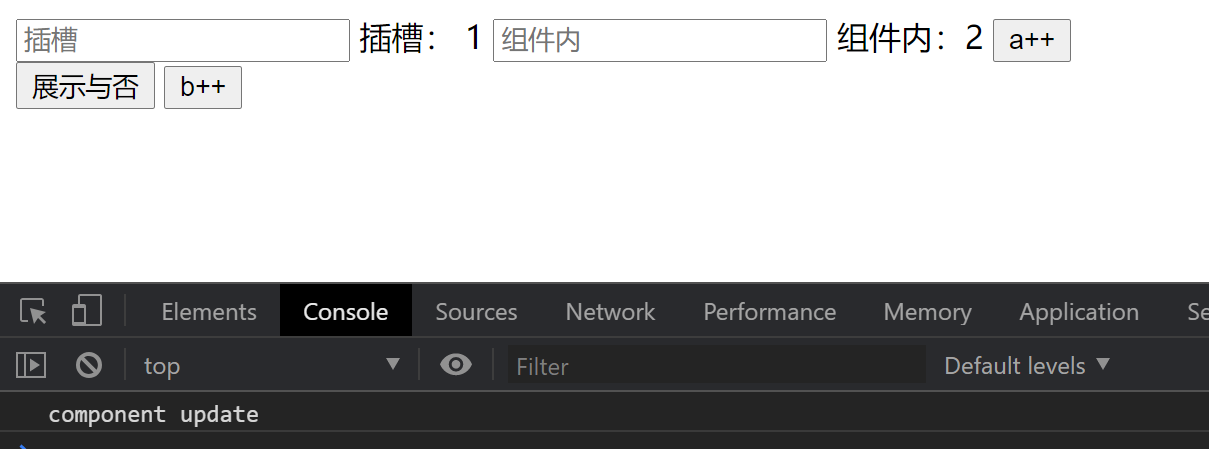 插槽 插槽： 1 组件内 组件内：2 a++
展示与否 b++
Elements Console Sources Network Performance Memory Application Se
top Filter Default levels
component update